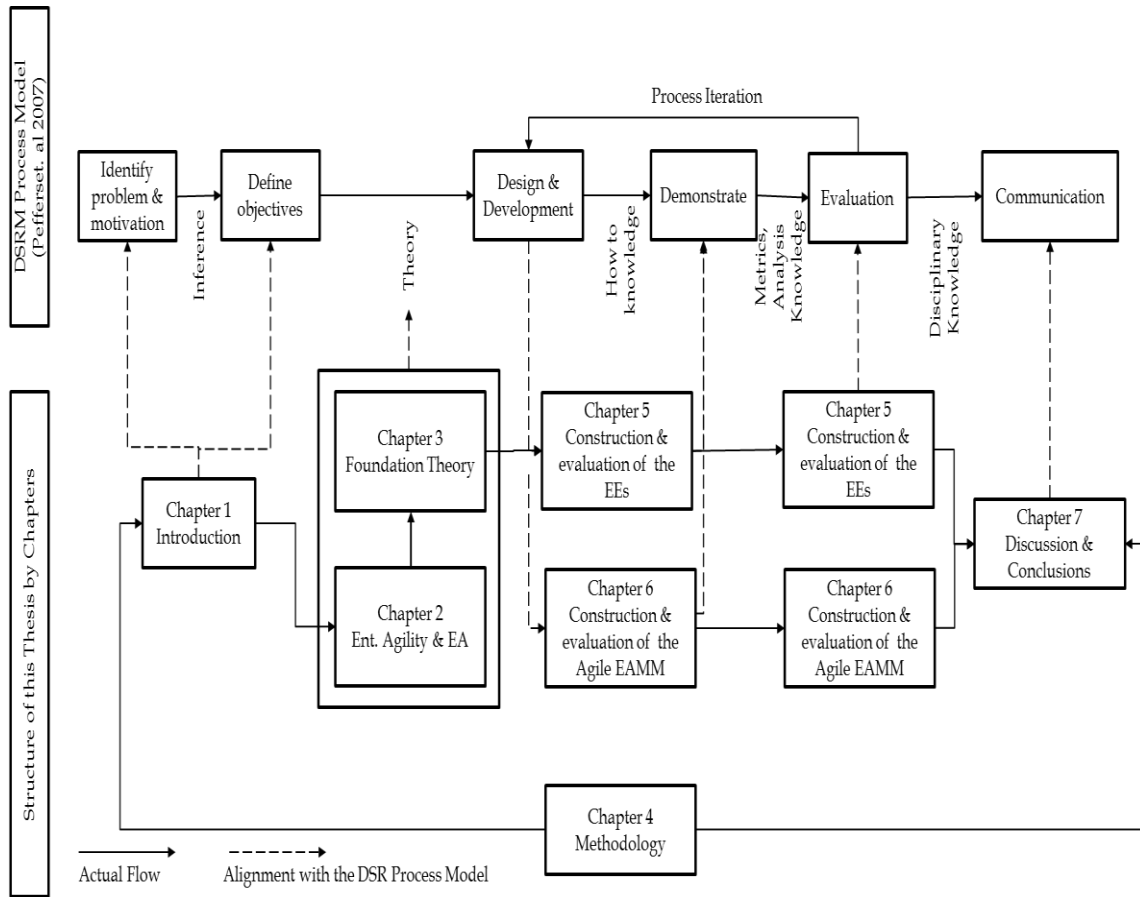 DSRM Process Model
(Pefferset. al 2007)
Process Iteration
Identify
problem &
motivation
Inference
Define
objectives
Theory
Design &
Development
How to
knowledge
Demonstrate
Metrics,
Analysis
Knowledge
Evaluation
Disciplinary
Knowledge
Communication
Structure of this Thesis by Chapters
Chapter 1
Introduction
Chapter 3
Foundation Theory
Chapter 2
Ent. Agility & EA
Chapter 5
Construction &
evaluation of the
EEs
Chapter 5
Construction &
evaluation of the
EEs
Chapter 6
Construction &
evaluation of the
Agile EAMM
Chapter 6
Construction &
evaluation of the
Agile EAMM
Chapter 7
Discussion &
Conclusions
Chapter 4
Methodology
Actual Flow
Alignment with the DSR Process Model